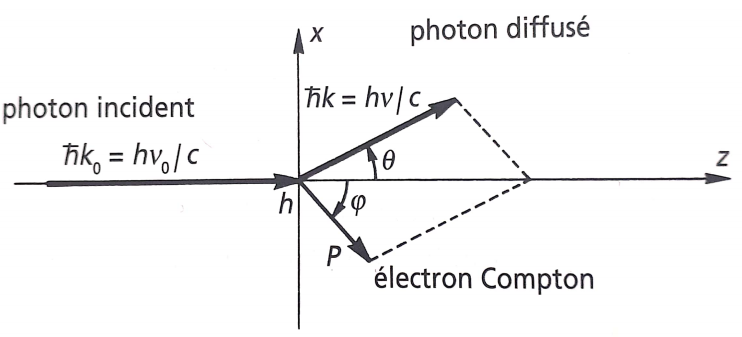 x
photon diffusé
photon incident
ħk = hν/c
ħk₀ = hν₀/c
θ
z
h
φ
P
électron Compton